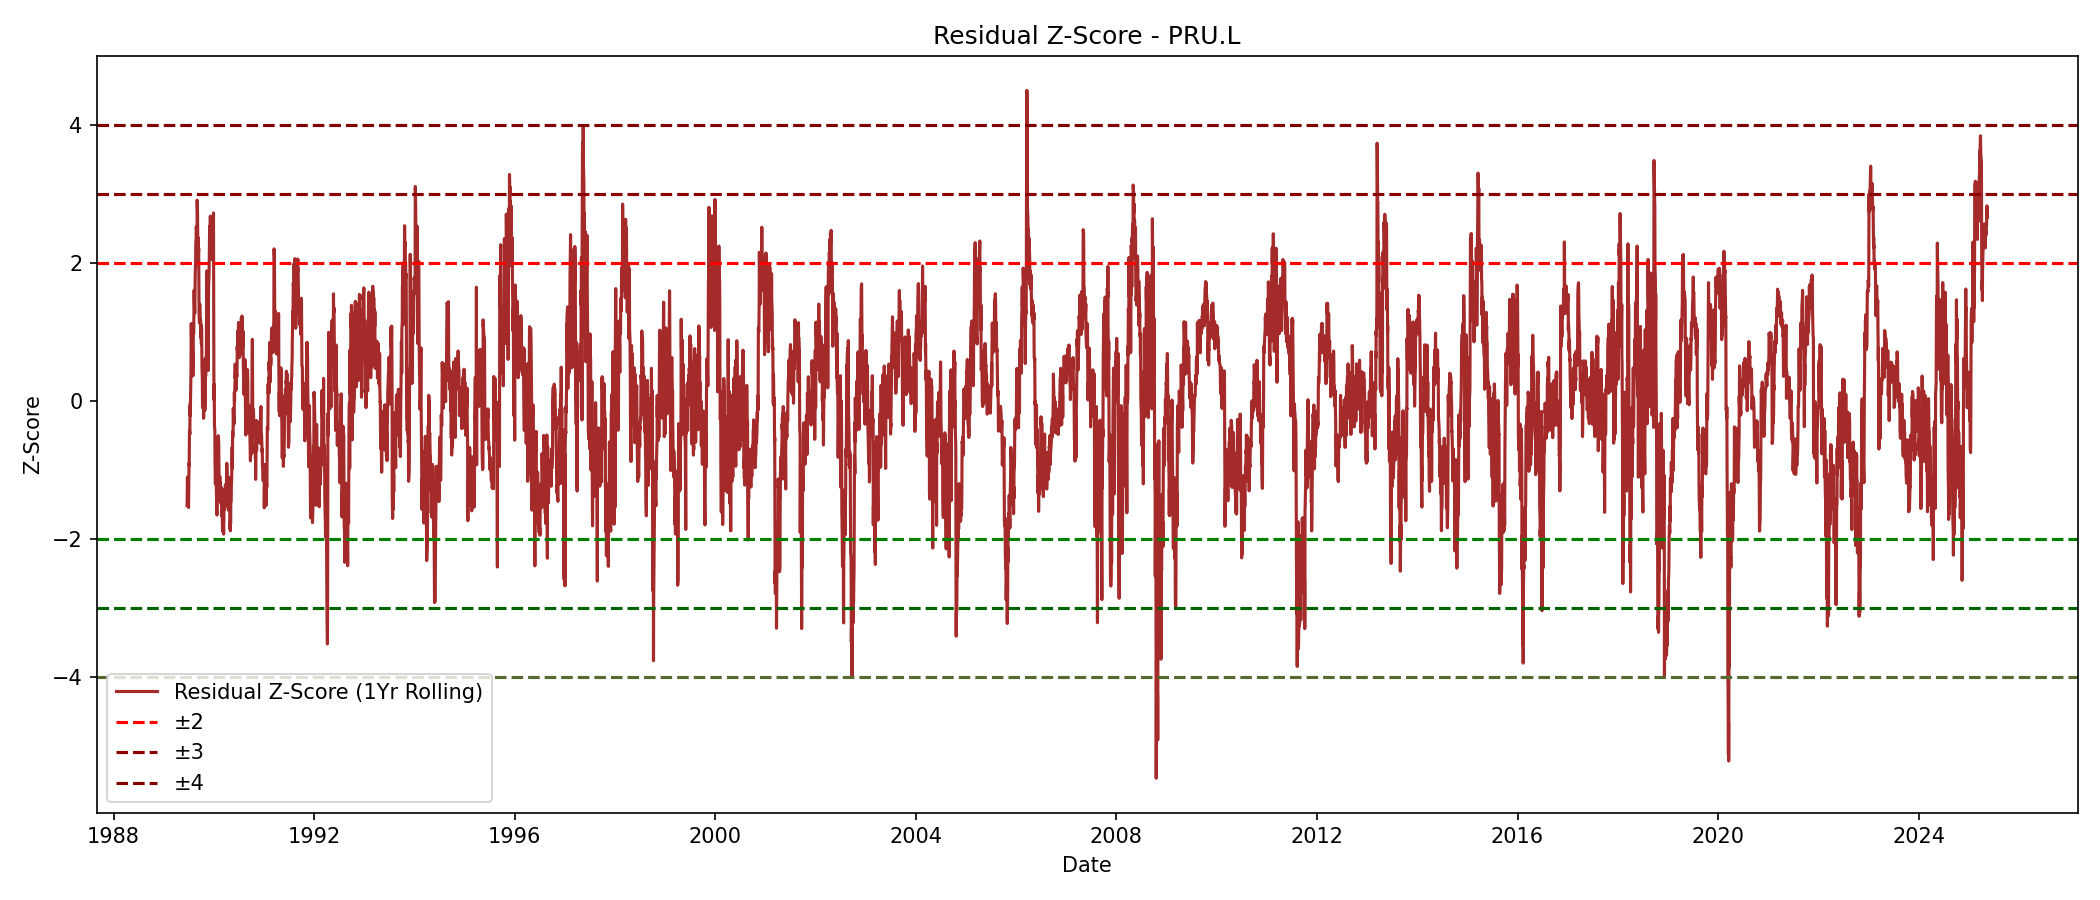 Residual Z-Score - PRU.L
Z-Score
4
2
0
−2
−4
Residual Z-Score (1Yr Rolling)
±2
±3
±4
1988 1992 1996 2000 2004 2008 2012 2016 2020 2024
Date